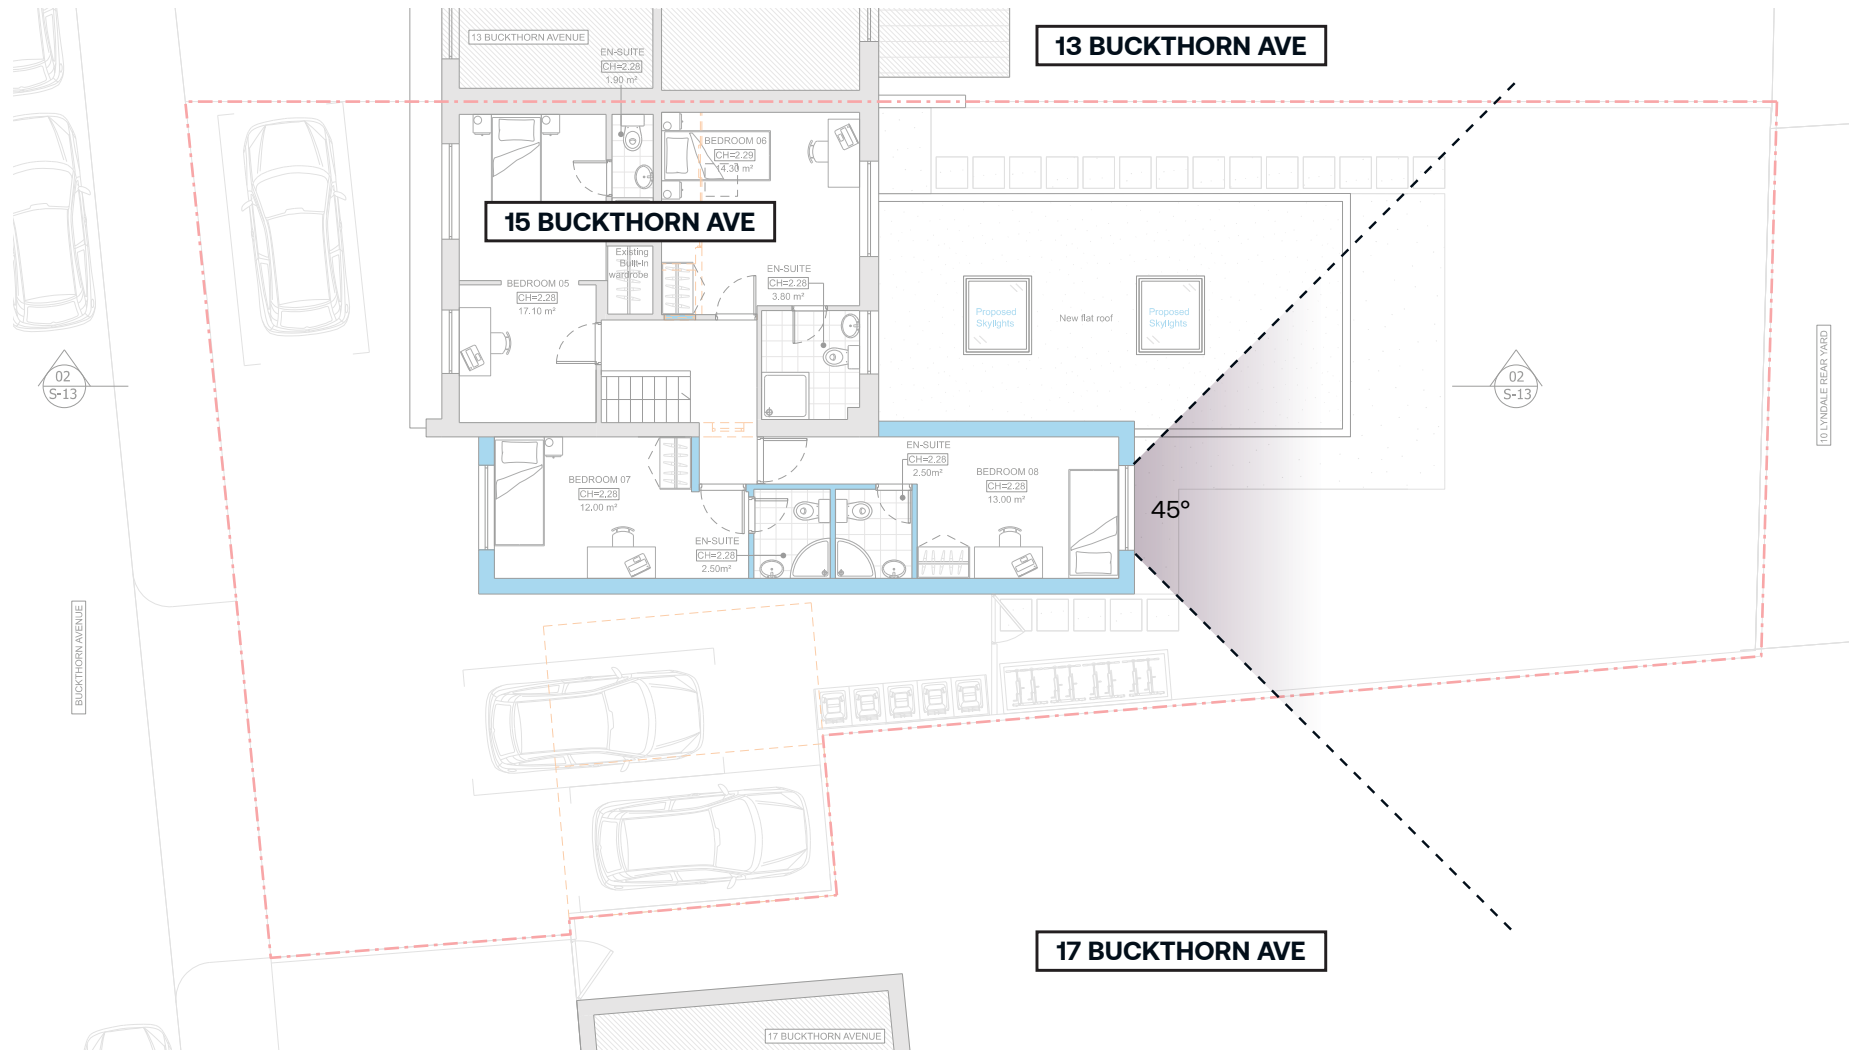 13 BUCKTHORN AVENUE
EN-SUITE
CH=2.28
1.90 m²
13 BUCKTHORN AVE
BEDROOM 06
CH=2.29
14.30 m²
15 BUCKTHORN AVE
Existing
Built-In
wardrobe
BEDROOM 05
CH=2.28
17.10 m²
EN-SUITE
CH=2.28
3.80 m²
Proposed
Skylights
New flat roof
Proposed
Skylights
02
S-13
02
S-13
10 LYNDALE REAR YARD
EN-SUITE
CH=2.28
2.50m²
BEDROOM 07
CH=2.28
12.00 m²
BEDROOM 08
CH=2.28
13.00 m²
45°
EN-SUITE
CH=2.28
2.50m²
BUCKTHORN AVENUE
17 BUCKTHORN AVE
17 BUCKTHORN AVENUE